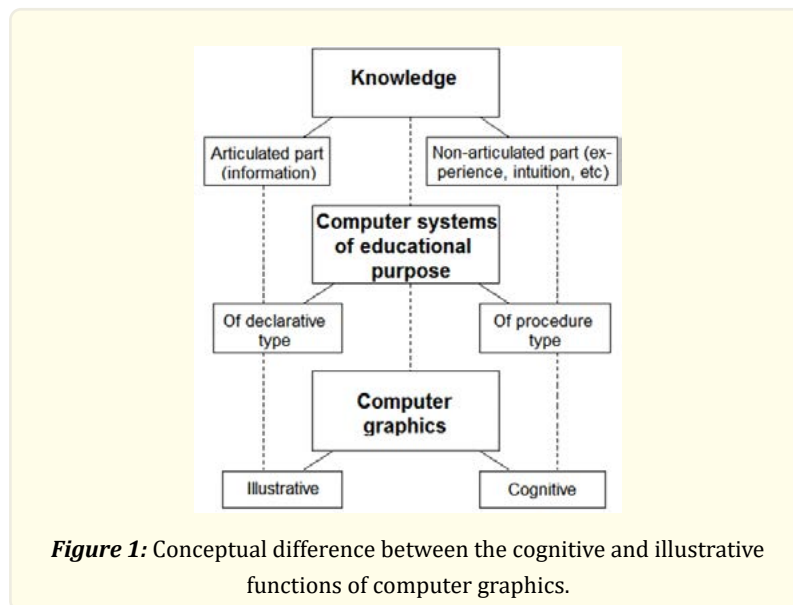 Knowledge
Articulated part
(information)
Non-articulated part (ex-
perience, intuition, etc)
Computer systems
of educational
purpose
Of declarative
type
Of procedure
type
Computer
graphics
Illustrative
Cognitive
Figure 1: Conceptual difference between the cognitive and illustrative
functions of computer graphics.